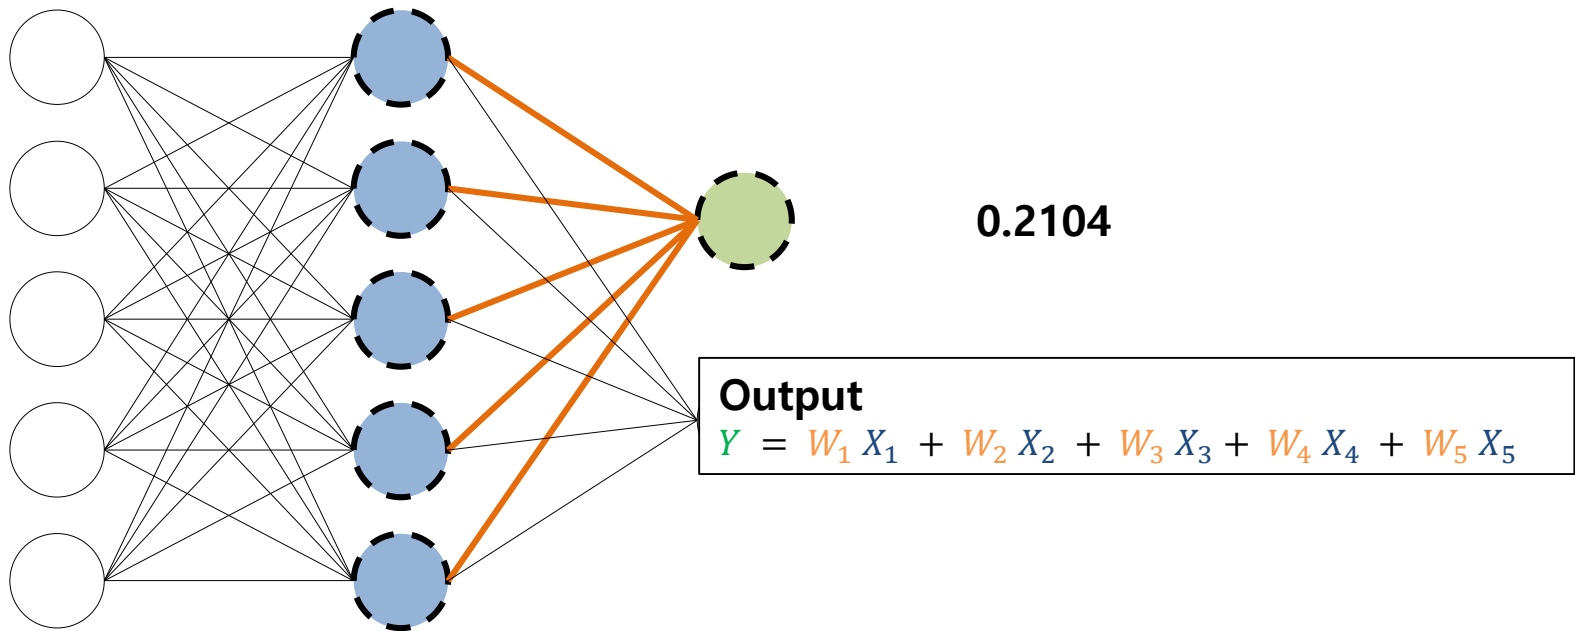 0.2104
Output
Y = W₁ X₁ + W₂ X₂ + W₃ X₃ + W₄ X₄ + W₅ X₅